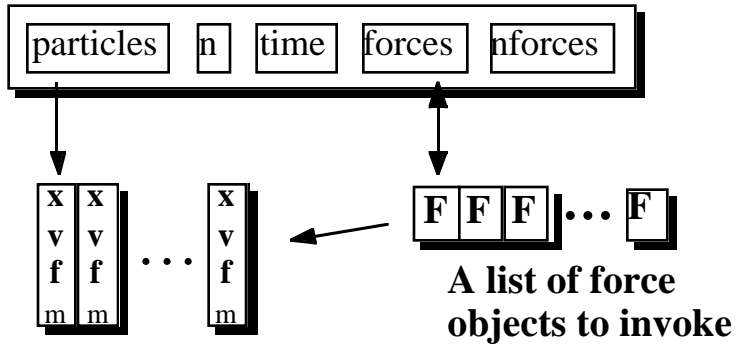 particles n time forces nforces
x x x F F F ... F
v v v
f f f
... 
m m m
A list of force
objects to invoke